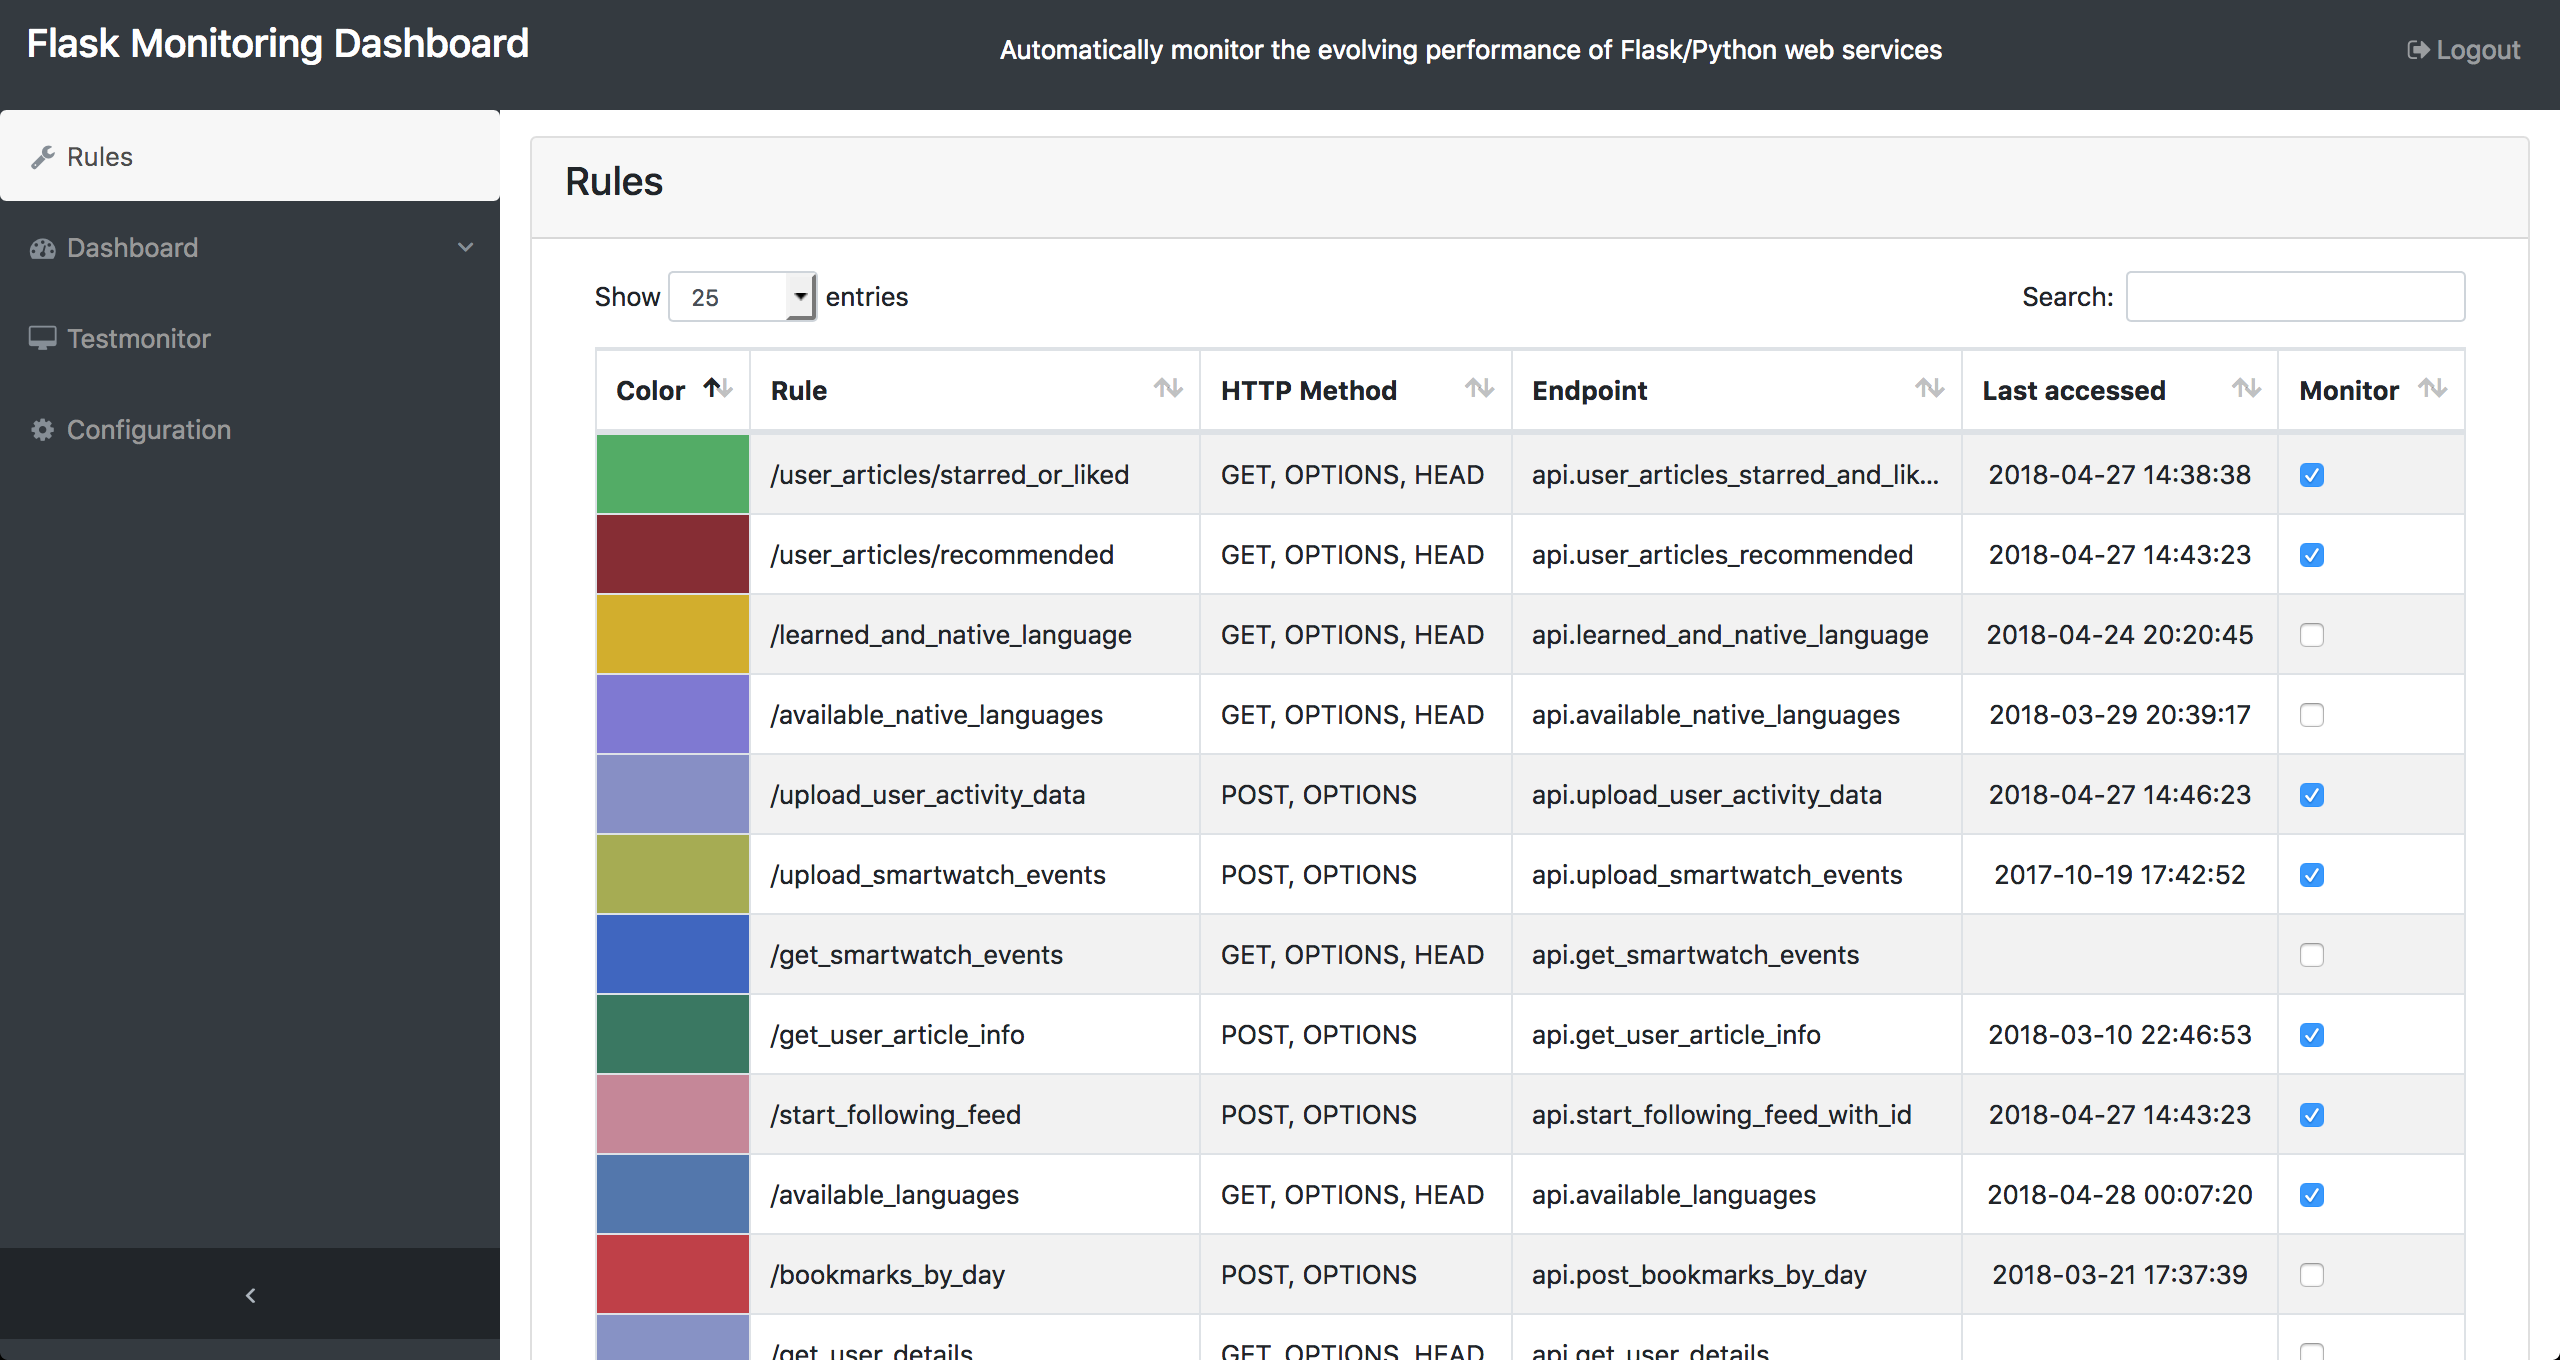 Flask Monitoring Dashboard
Automatically monitor the evolving performance of Flask/Python web services
Logout
Rules
Dashboard
Testmonitor
Configuration
Rules
Show 25 entries
Search:
Color Rule HTTP Method Endpoint Last accessed Monitor
/user_articles/starred_or_liked GET, OPTIONS, HEAD api.user_articles_starred_and_lik... 2018-04-27 14:38:38
/user_articles/recommended GET, OPTIONS, HEAD api.user_articles_recommended 2018-04-27 14:43:23
/learned_and_native_language GET, OPTIONS, HEAD api.learned_and_native_language 2018-04-24 20:20:45
/available_native_languages GET, OPTIONS, HEAD api.available_native_languages 2018-03-29 20:39:17
/upload_user_activity_data POST, OPTIONS api.upload_user_activity_data 2018-04-27 14:46:23
/upload_smartwatch_events POST, OPTIONS api.upload_smartwatch_events 2017-10-19 17:42:52
/get_smartwatch_events GET, OPTIONS, HEAD api.get_smartwatch_events
/get_user_article_info POST, OPTIONS api.get_user_article_info 2018-03-10 22:46:53
/start_following_feed POST, OPTIONS api.start_following_feed_with_id 2018-04-27 14:43:23
/available_languages GET, OPTIONS, HEAD api.available_languages 2018-04-28 00:07:20
/bookmarks_by_day POST, OPTIONS api.post_bookmarks_by_day 2018-03-21 17:37:39
/get_user_details GET, OPTIONS, HEAD api.get_user_details